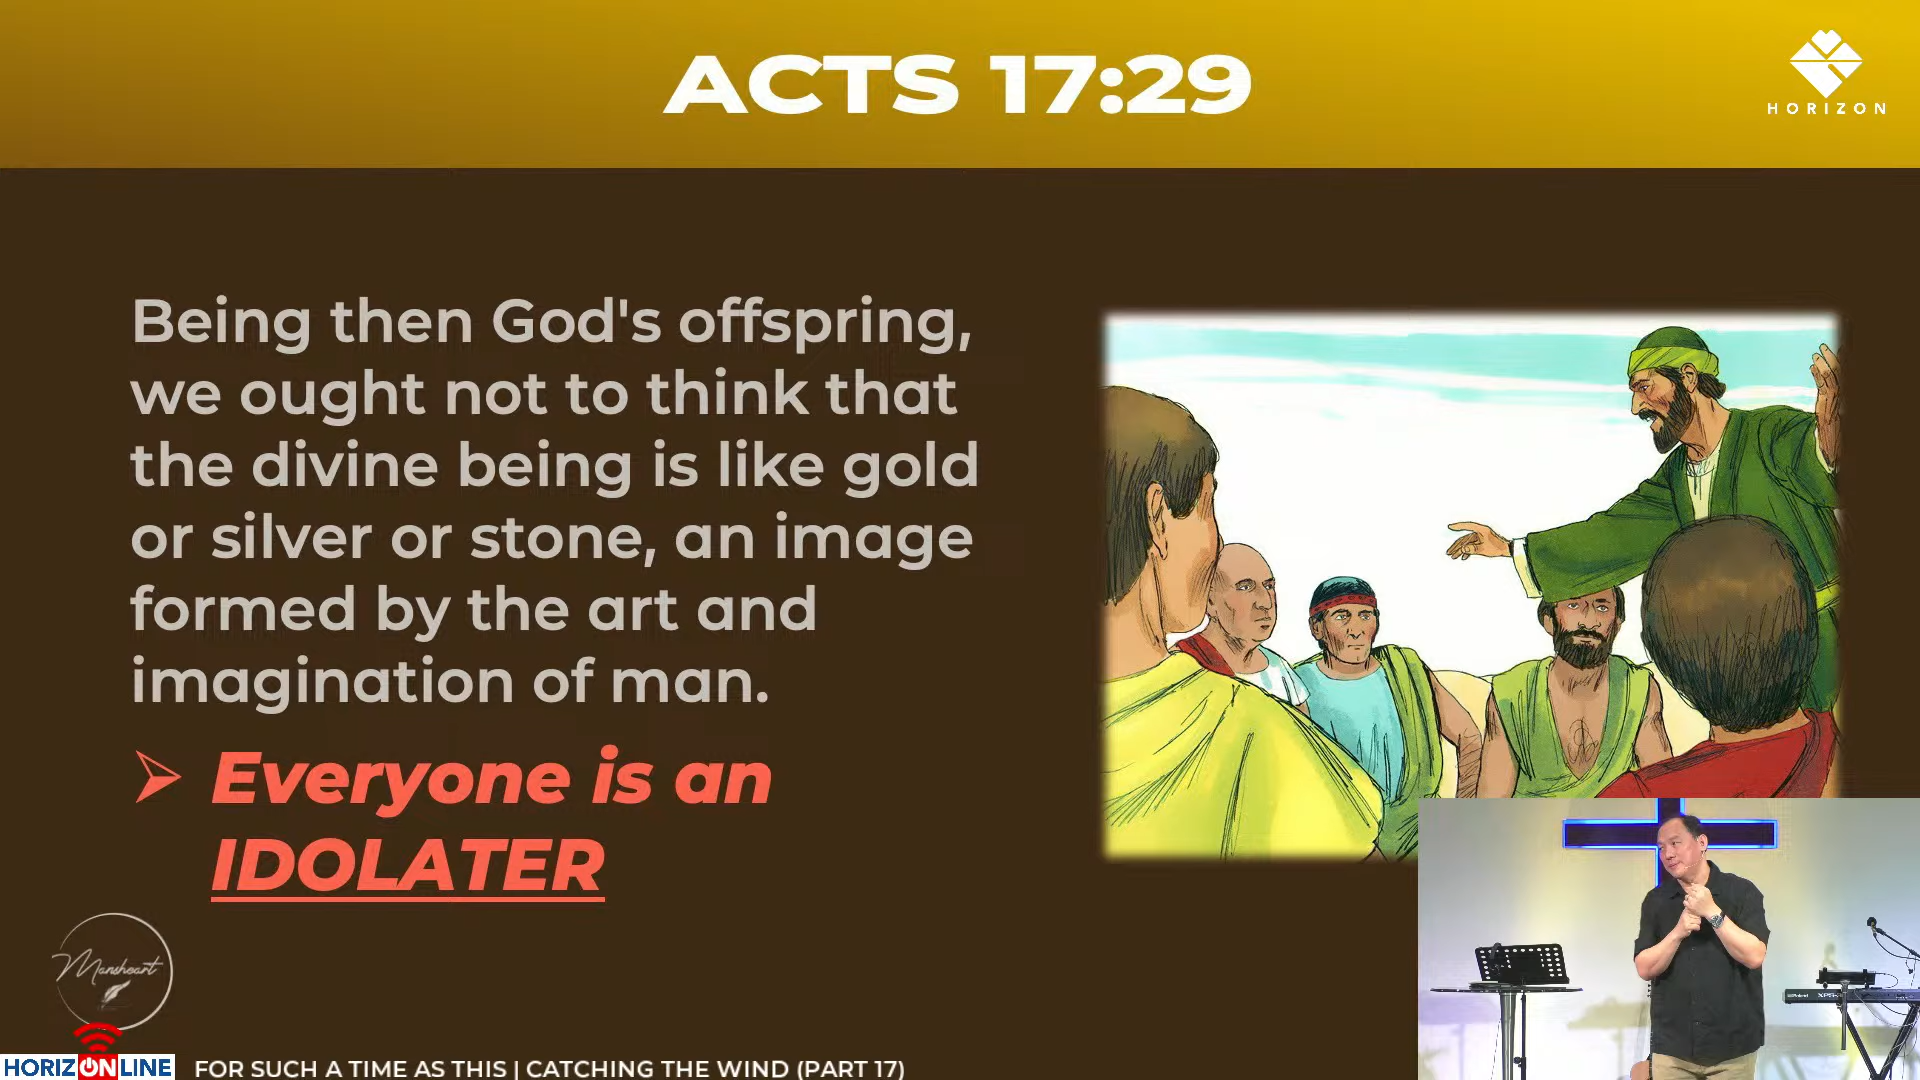 ACTS 17:29
HORIZON
Being then God's offspring,
we ought not to think that
the divine being is like gold
or silver or stone, an image
formed by the art and
imagination of man.
➢ Everyone is an
IDOLATER
Mansheart
HORIZONLINE
FOR SUCH A TIME AS THIS | CATCHING THE WIND (PART 17)
Roland